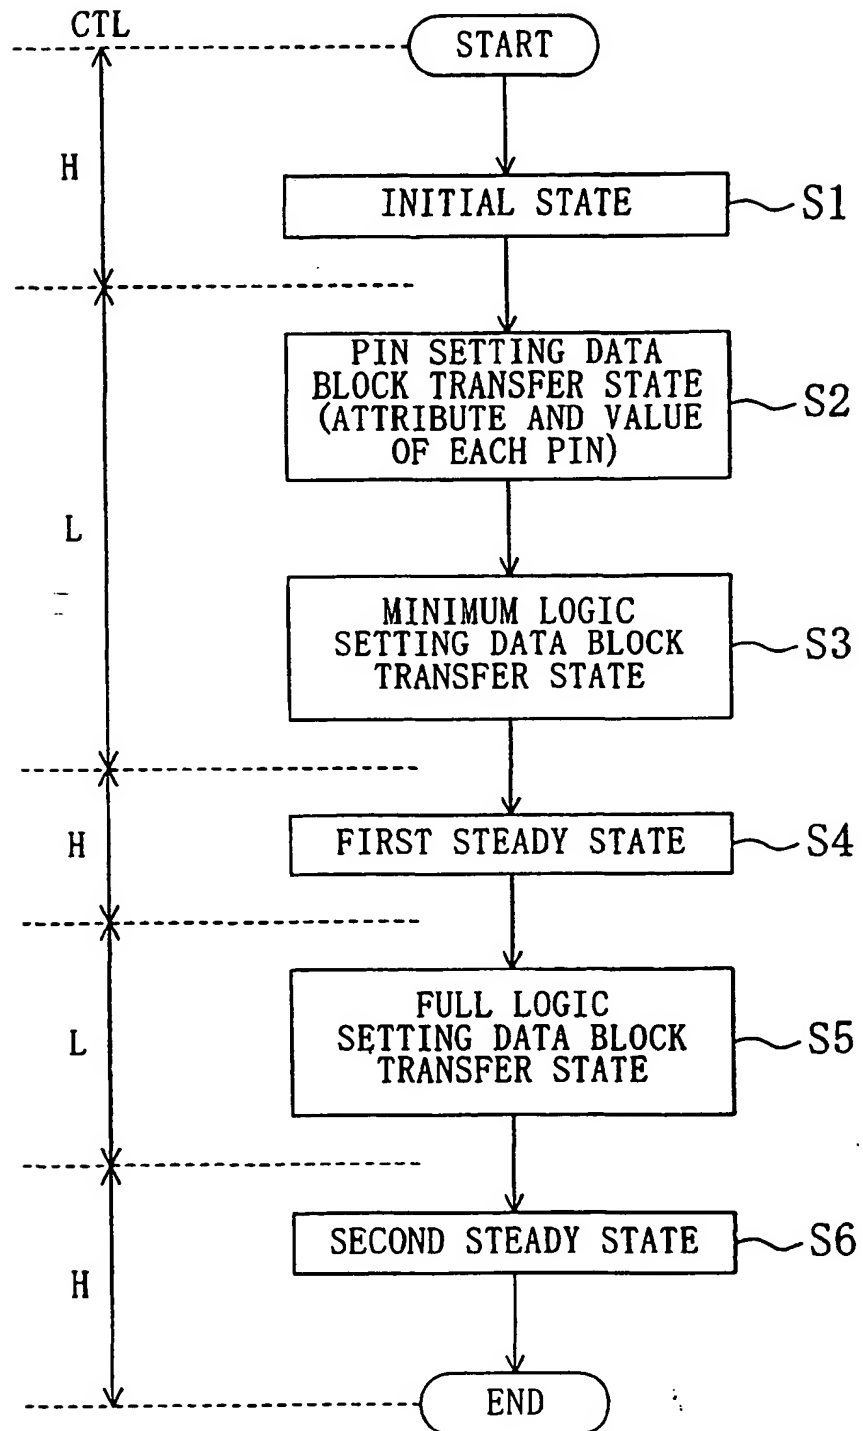 CTL
START
H
INITIAL STATE
S1
PIN SETTING DATA
BLOCK TRANSFER STATE
(ATTRIBUTE AND VALUE
OF EACH PIN)
S2
L
MINIMUM LOGIC
SETTING DATA BLOCK
TRANSFER STATE
S3
H
FIRST STEADY STATE
S4
L
FULL LOGIC
SETTING DATA BLOCK
TRANSFER STATE
S5
H
SECOND STEADY STATE
S6
END